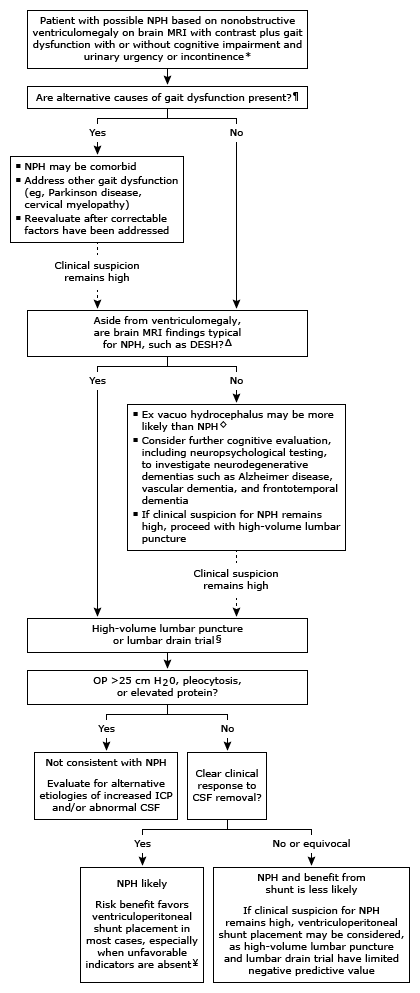 Patient with possible NPH based on nonobstructive
ventriculomegaly on brain MRI with contrast plus gait
dysfunction with or without cognitive impairment and
urinary urgency or incontinence*
Are alternative causes of gait dysfunction present?¶
Yes
No
▪ NPH may be comorbid
▪ Address other gait dysfunction
(eg, Parkinson disease,
cervical myelopathy)
▪ Reevaluate after correctable
factors have been addressed
Clinical suspicion
remains high
Aside from ventriculomegaly,
are brain MRI findings typical
for NPH, such as DESH?Δ
Yes
No
▪ Ex vacuo hydrocephalus may be more
likely than NPH◊
▪ Consider further cognitive evaluation,
including neuropsychological testing,
to investigate neurodegenerative
dementias such as Alzheimer disease,
vascular dementia, and frontotemporal
dementia
▪ If clinical suspicion for NPH remains
high, proceed with high-volume lumbar
puncture
Clinical suspicion
remains high
High-volume lumbar puncture
or lumbar drain trial§
OP >25 cm H20, pleocytosis,
or elevated protein?
Yes
No
Not consistent with NPH
Evaluate for alternative
etiologies of increased ICP
and/or abnormal CSF
Clear clinical
response to
CSF removal?
Yes
No or equivocal
NPH likely
Risk benefit favors
ventriculoperitoneal
shunt placement in
most cases, especially
when unfavorable
indicators are absent¥
NPH and benefit from
shunt is less likely
If clinical suspicion for NPH
remains high, ventriculoperitoneal
shunt placement may be considered,
as high-volume lumbar puncture
and lumbar drain trial have limited
negative predictive value